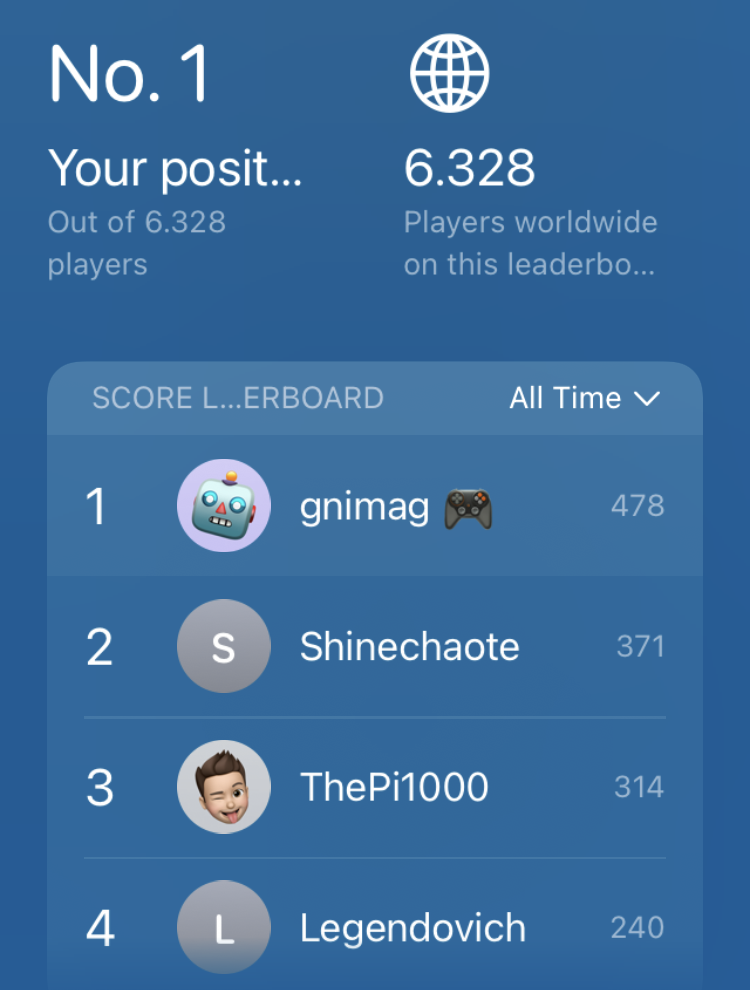 No. 1
Your posit...
Out of 6.328
players
6.328
Players worldwide
on this leaderbo...
SCORE L...ERBOARD All Time
1 gnimag 🎮 478
2 S Shinechaote 371
3 ThePi1000 314
4 L Legendovich 240